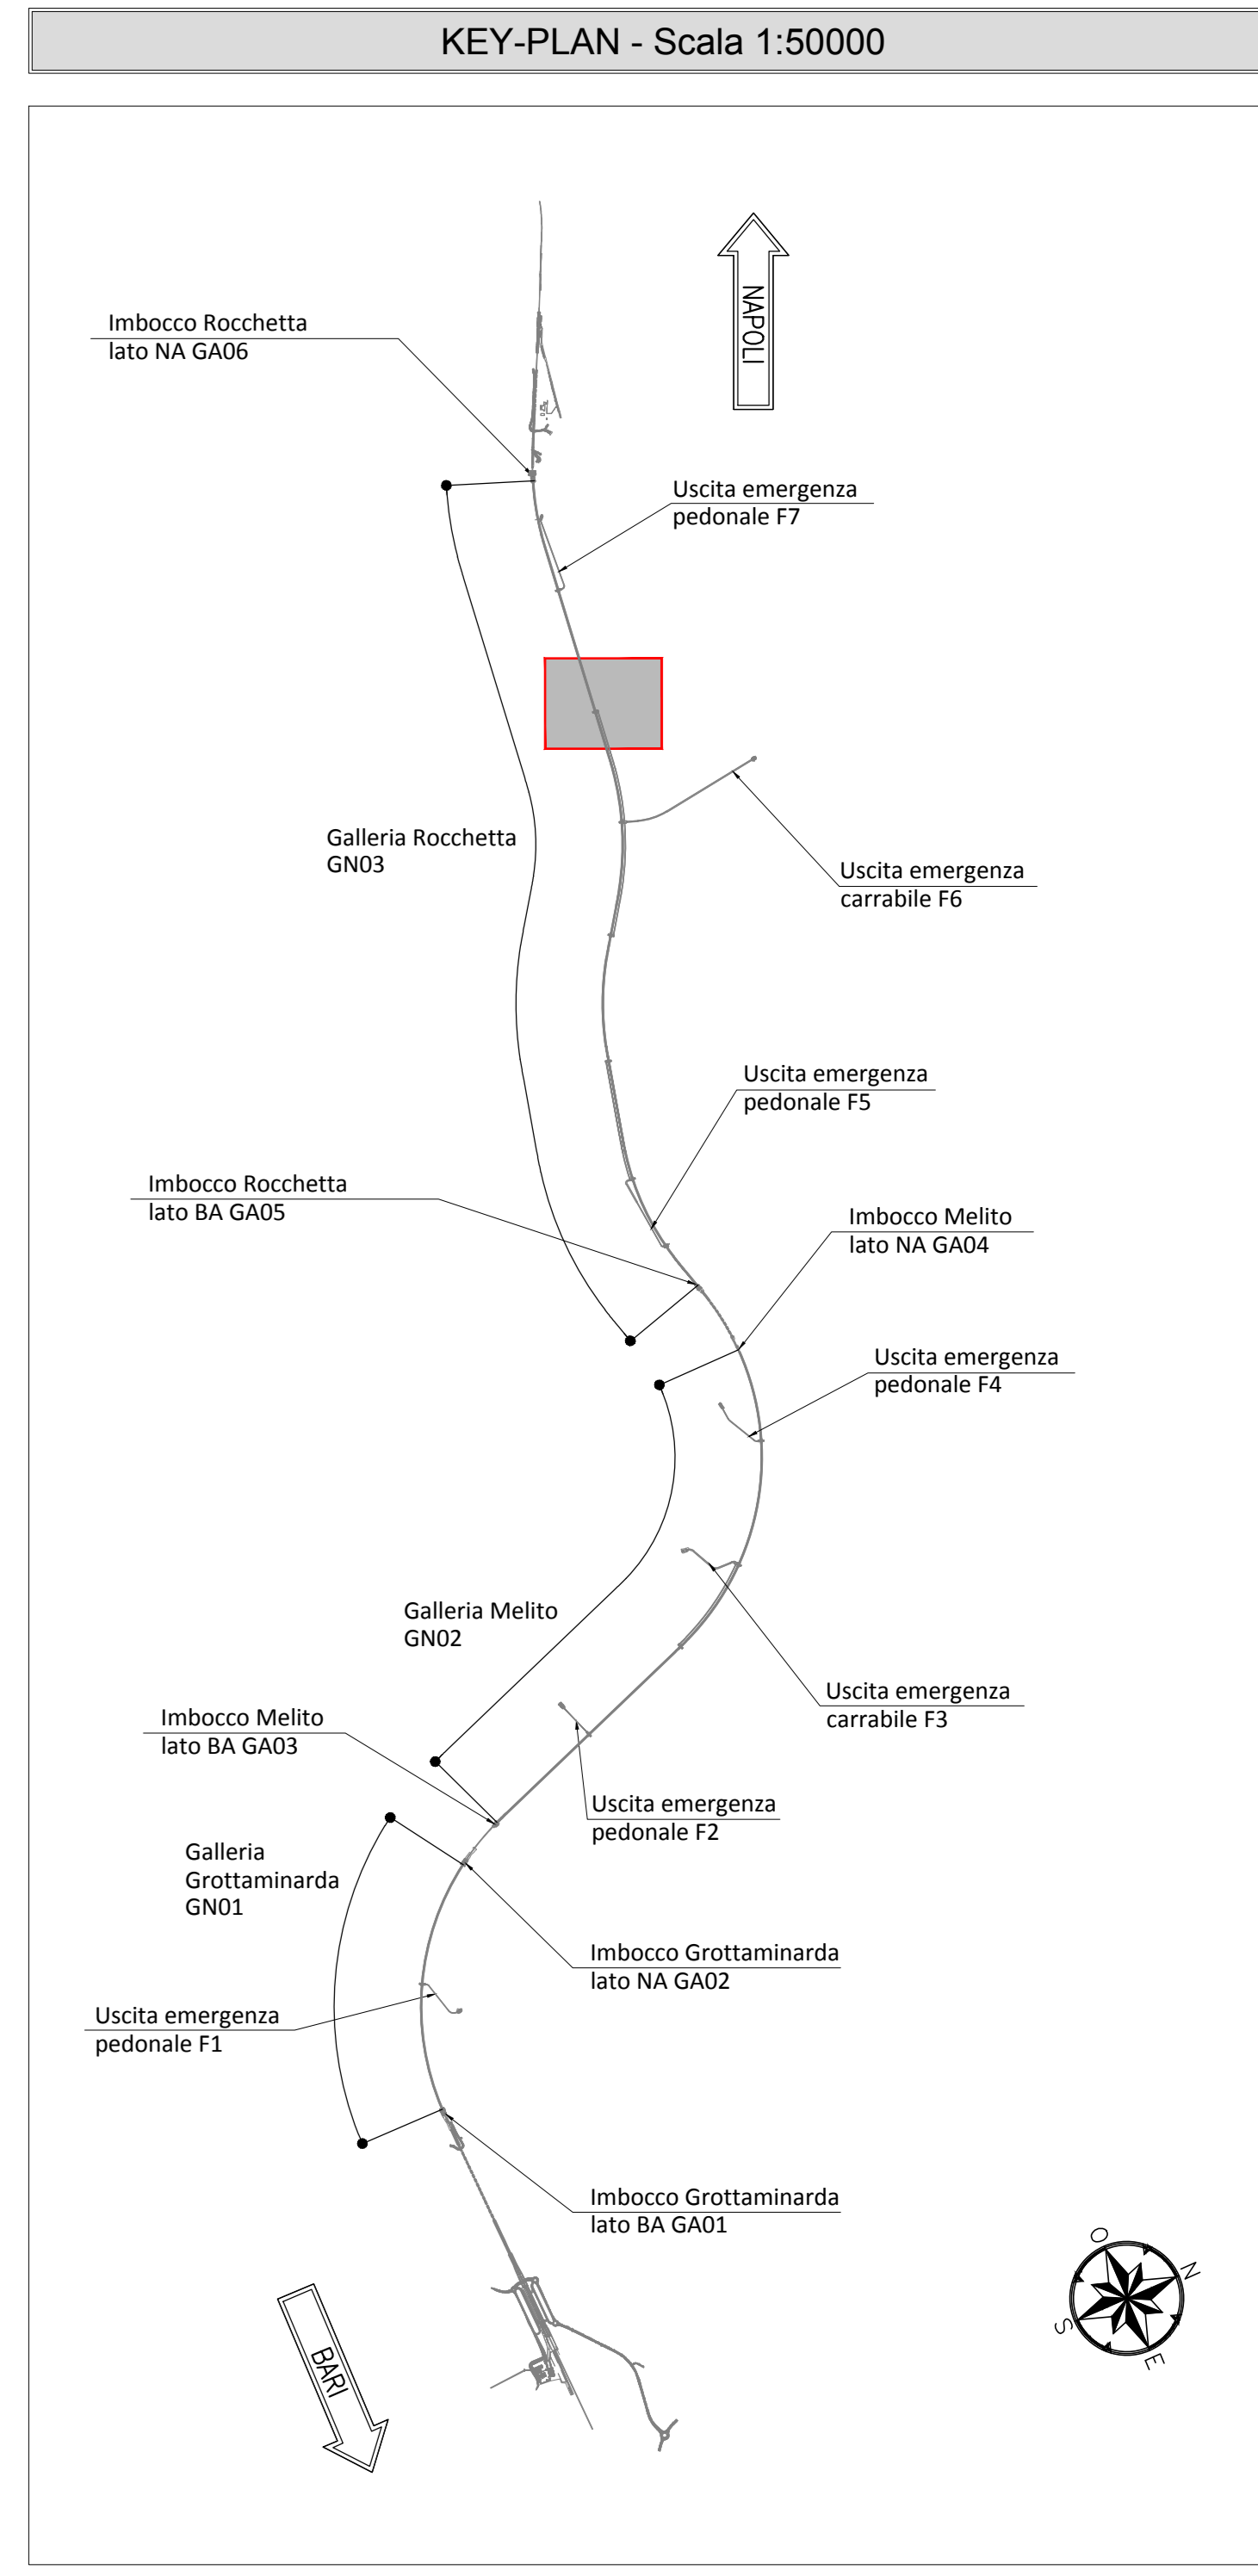 KEY-PLAN - Scala 1:50000
NAPOLI
Imbocco Rocchetta
lato NA GA06
Uscita emergenza
pedonale F7
Galleria Rocchetta
GN03
Uscita emergenza
carrabile F6
Uscita emergenza
pedonale F5
Imbocco Rocchetta
lato BA GA05
Imbocco Melito
lato NA GA04
Uscita emergenza
pedonale F4
Galleria Melito
GN02
Uscita emergenza
carrabile F3
Imbocco Melito
lato BA GA03
Uscita emergenza
pedonale F2
Galleria
Grottaminarda
GN01
Imbocco Grottaminarda
lato NA GA02
Uscita emergenza
pedonale F1
Imbocco Grottaminarda
lato BA GA01
O
N
S
E
BARI